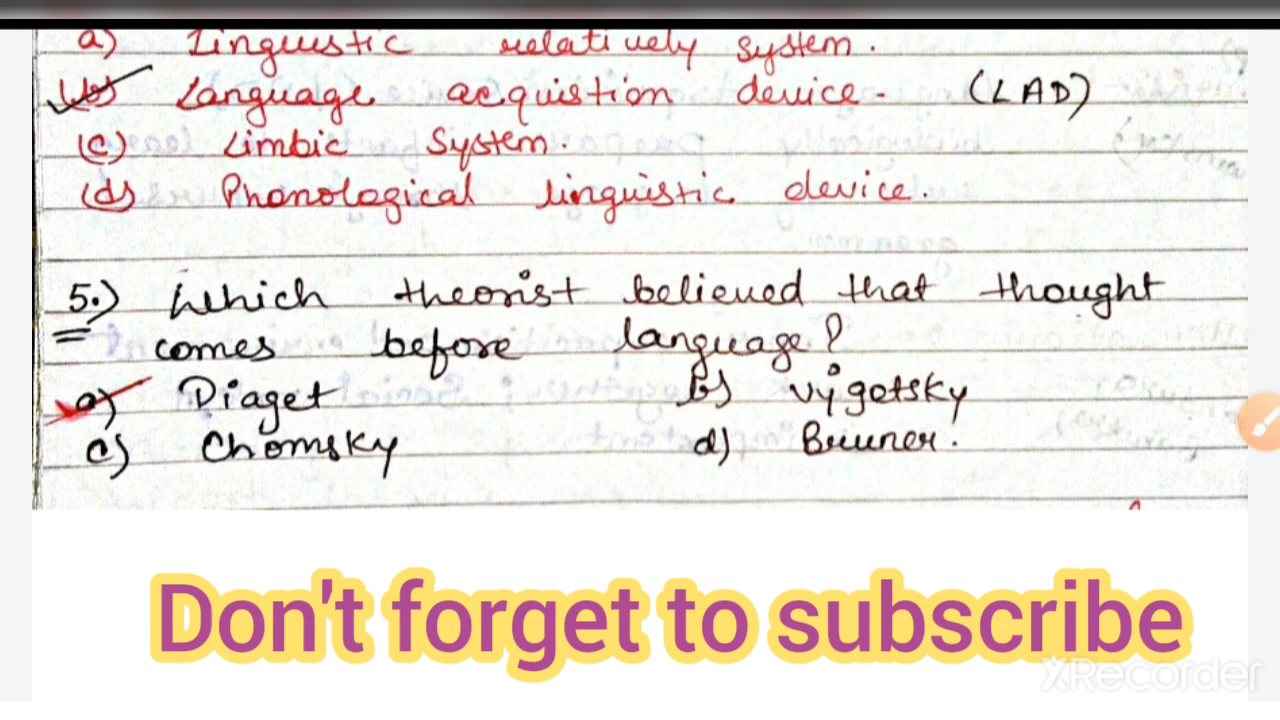 a) Linguistic relatively system.
(b) Language acquistion device. (LAD)
(c) Limbic System.
(d) Phonological linguistic device.
5.) Which theorist believed that thought
comes before language?
a) Piaget b) vygotsky
c) Chomsky d) Bruner.
Don't forget to subscribe
XRecorder